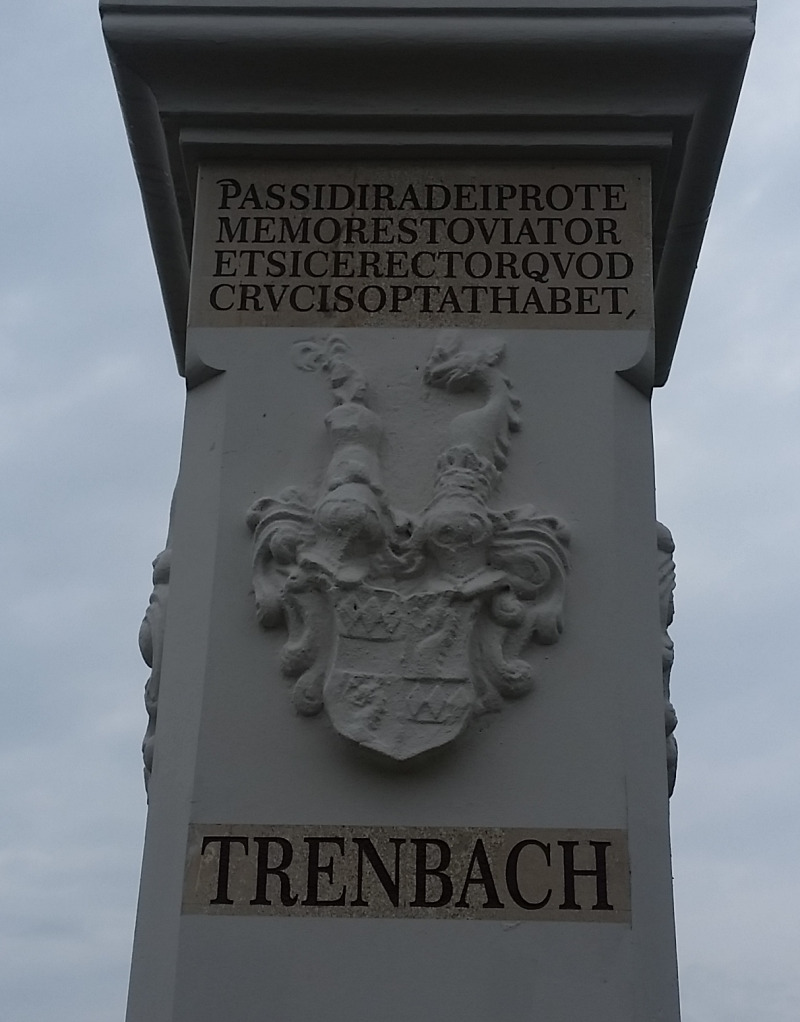 PASSIDIRADEIPROTE
MEMORESTOVIATOR
ETSICERECTORQVOD
CRVCISOPTATHABET,
TRENBACH